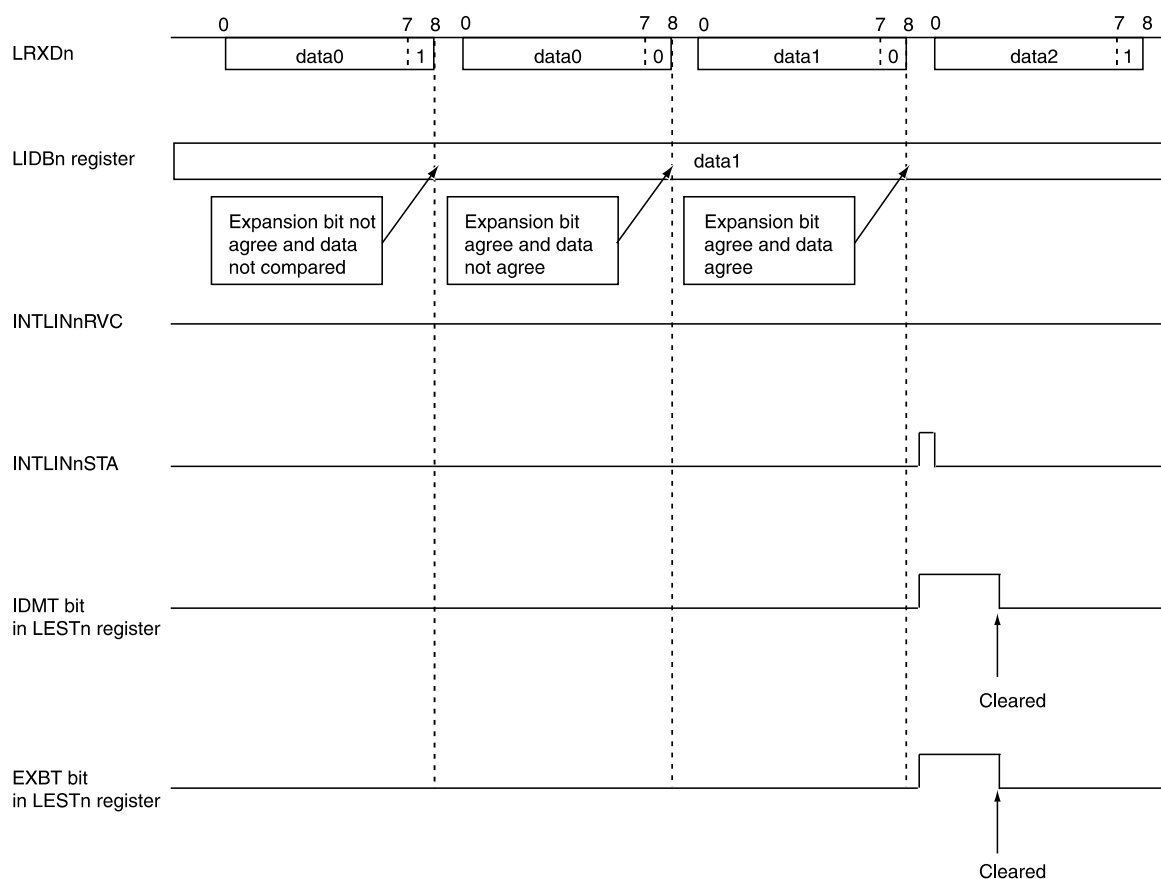 0 7 8 0 7 8 0 7 8 0 7 8
LRXDn data0 1 data0 0 data1 0 data2 1
LIDBn register data1
Expansion bit not
agree and data
not compared
Expansion bit
agree and data
not agree
Expansion bit
agree and data
agree
INTLINnRVC
INTLINnSTA
IDMT bit
in LESTn register
Cleared
EXBT bit
in LESTn register
Cleared